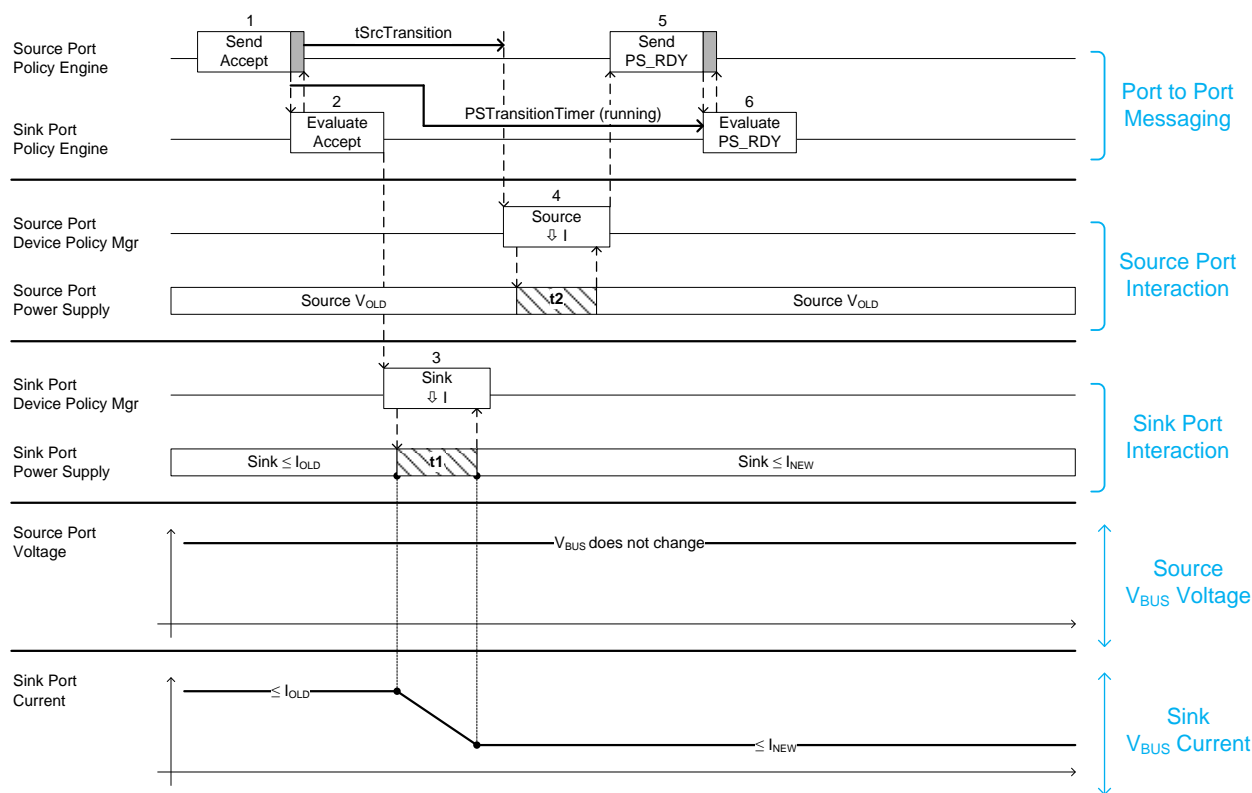 1
Send
Accept
tSrcTransition
5
Send
PS_RDY
Source Port
Policy Engine
2
Evaluate
Accept
PSTransitionTimer (running)
6
Evaluate
PS_RDY
Sink Port
Policy Engine
Port to Port
Messaging
4
Source
⇩ I
Source Port
Device Policy Mgr
Source Port
Power Supply
Source VOLD
t2
Source VOLD
Source Port
Interaction
3
Sink
⇩ I
Sink Port
Device Policy Mgr
Sink Port
Power Supply
Sink ≤ IOLD
t1
Sink ≤ INEW
Sink Port
Interaction
Source Port
Voltage
VBUS does not change
Source
VBUS Voltage
Sink Port
Current
≤ IOLD
≤ INEW
Sink
VBUS Current